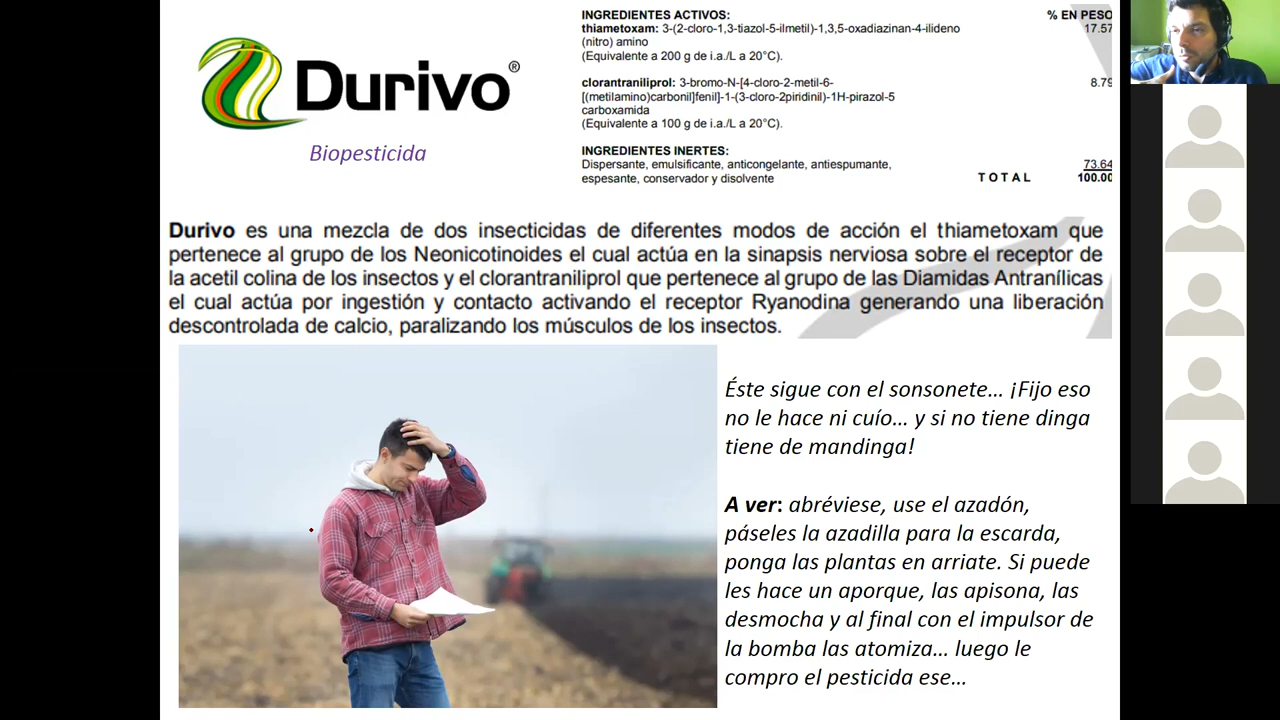 Durivo®
Biopesticida
INGREDIENTES ACTIVOS: % EN PESO
thiametoxam: 3-(2-cloro-1,3-tiazol-5-ilmetil)-1,3,5-oxadiazinan-4-ilideno 17.57
(nitro) amino
(Equivalente a 200 g de i.a./L a 20°C).
clorantraniliprol: 3-bromo-N-[4-cloro-2-metil-6- 8.79
[(metilamino)carbonil]fenil]-1-(3-cloro-2piridinil)-1H-pirazol-5
carboxamida
(Equivalente a 100 g de i.a./L a 20°C).
INGREDIENTES INERTES:
Dispersante, emulsificante, anticongelante, antiespumante, 73.64
espesante, conservador y disolvente T O T A L 100.00
Durivo es una mezcla de dos insecticidas de diferentes modos de acción el thiametoxam que
pertenece al grupo de los Neonicotinoides el cual actúa en la sinapsis nerviosa sobre el receptor de
la acetil colina de los insectos y el clorantraniliprol que pertenece al grupo de las Diamidas Antranílicas
el cual actúa por ingestión y contacto activando el receptor Ryanodina generando una liberación
descontrolada de calcio, paralizando los músculos de los insectos.
Éste sigue con el sonsonete... ¡Fijo eso
no le hace ni cuío... y si no tiene dinga
tiene de mandinga!
A ver: abréviese, use el azadón,
páseles la azadilla para la escarda,
ponga las plantas en arriate. Si puede
les hace un aporque, las apisona, las
desmocha y al final con el impulsor de
la bomba las atomiza... luego le
compro el pesticida ese...